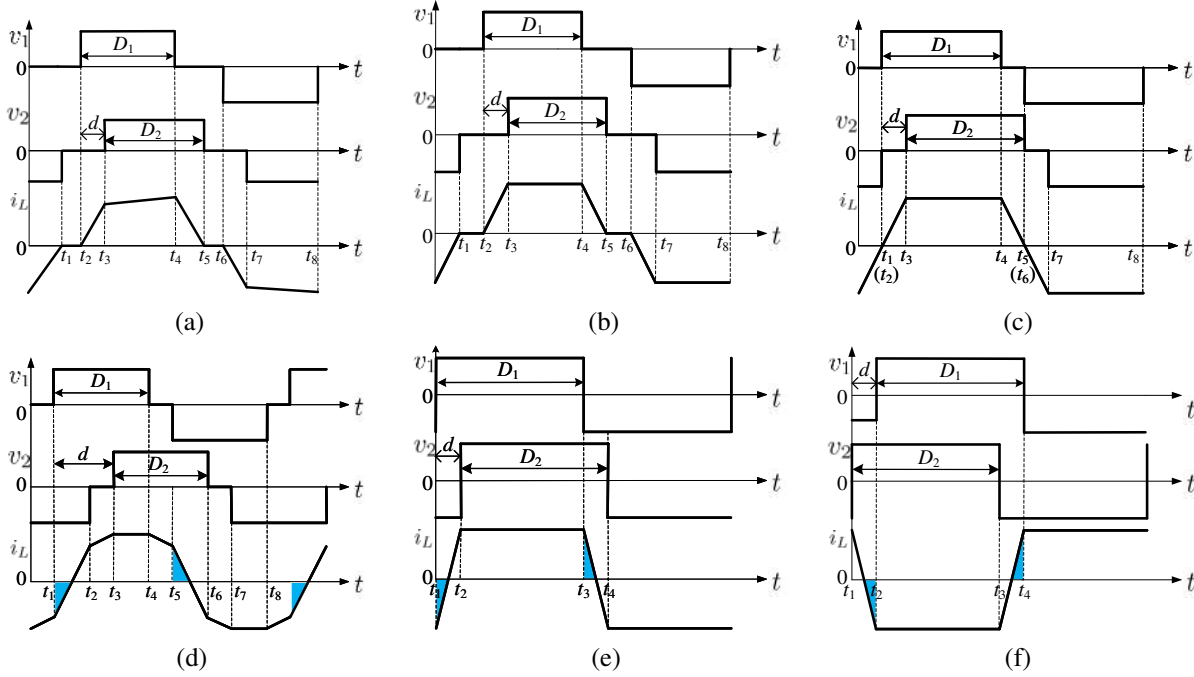 v1 D1 t v1 D1 t v1 D1 t
0 0 0
v2 d D2 t v2 d D2 t v2 d D2 t
0 0 0
iL iL iL
0 t1 t2 t3 t4 t5 t6 t7 t8 t 0 t1 t2 t3 t4 t5 t6 t7 t8 t 0 t1 (t2) t3 t4 t5 (t6) t7 t8 t
(a) (b) (c)
v1 D1 t v1 D1 t v1 d D1 t
0 0 0
v2 d D2 t v2 d D2 t v2 D2 t
0 0 0
iL iL iL
0 t1 t2 t3 t4 t5 t6 t7 t8 t 0 t1 t2 t3 t4 t 0 t1 t2 t3 t4 t
(d) (e) (f)